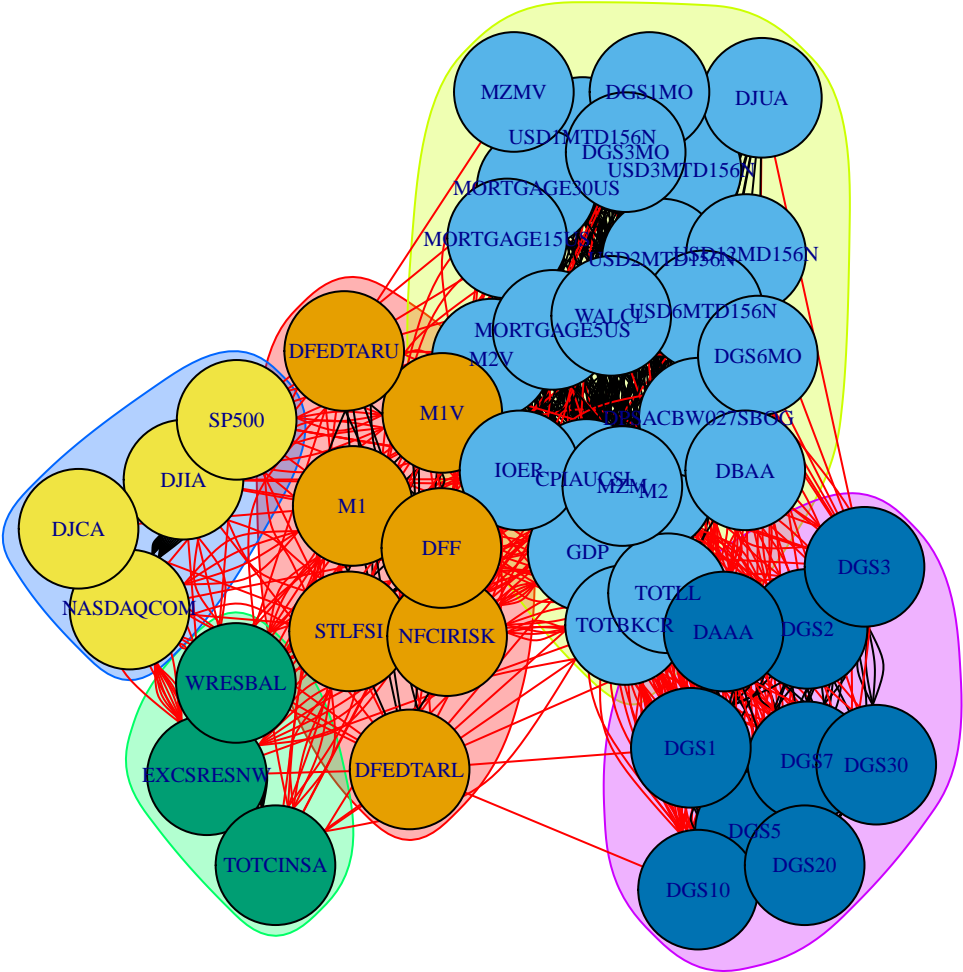 MZMV
DGS1MO
DJUA
USD1MTD156N
DGS3MO
USD3MTD156N
MORTGAGE30US
MORTGAGE15US
USD2MTD156N
USD12MD156N
WALCL
USD6MTD156N
MORTGAGE5US
M2V
DGS6MO
DFEDTARU
M1V
SP500
DPSACBW027SBOG
IOER
CPIAUCSL
MZM
M2
DBAA
DJIA
M1
DJCA
DFF
GDP
DGS3
TOTLL
NASDAQCOM
STLFSI
NFCIRISK
TOTBKCR
DAAA
DGS2
WRESBAL
DGS1
DGS7
DGS30
EXCSRESNW
DFEDTARL
DGS5
TOTCINSA
DGS20
DGS10